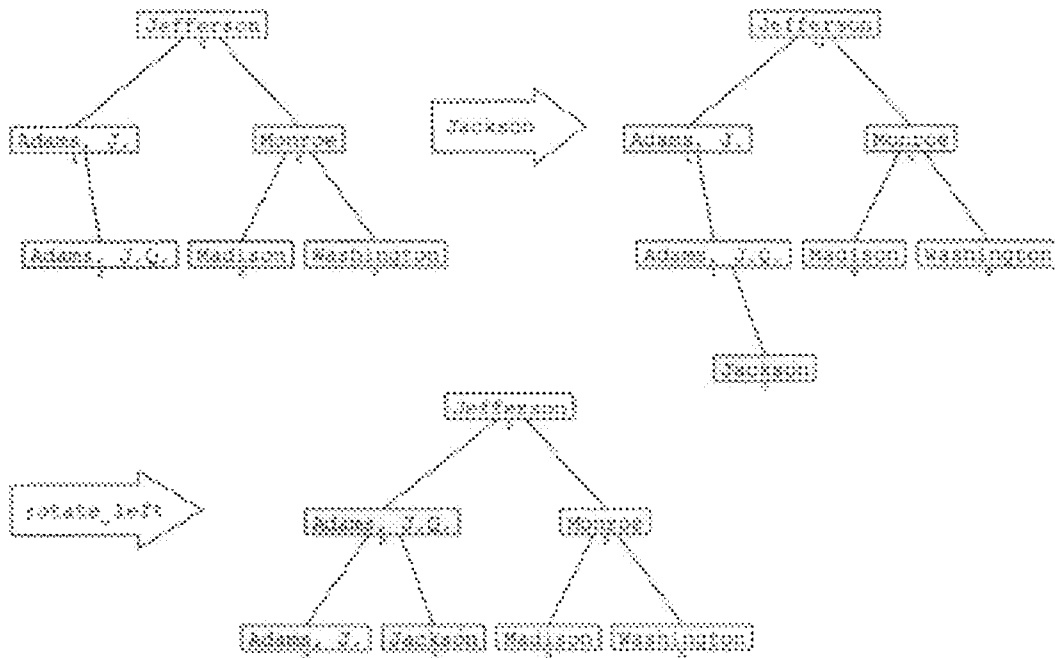 Jefferson
Adams, J.
Monroe
Adams, J.Q.
Madison
Washington
Jackson
Jefferson
Adams, J.
Monroe
Adams, J.Q.
Madison
Washington
Jackson
rotate_left
Jefferson
Adams, J.Q.
Monroe
Adams, J.
Jackson
Madison
Washington